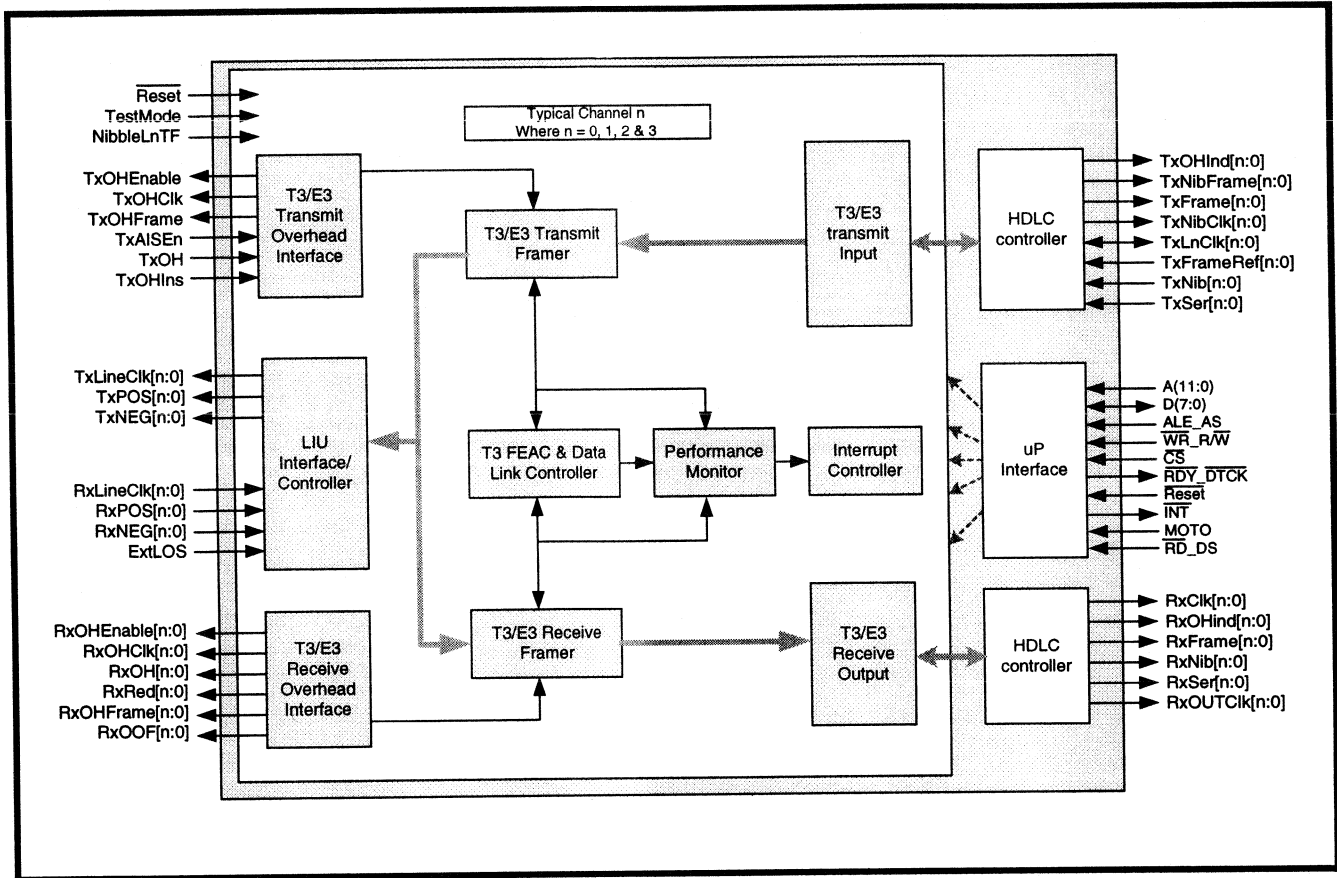 Reset
TestMode
NibbleLnTF
Typical Channel n
Where n = 0, 1, 2 & 3
TxOHEnable
TxOHClk
TxOHFrame
TxAISEn
TxOH
TxOHIns
T3/E3
Transmit
Overhead
Interface
T3/E3 Transmit
Framer
T3/E3
transmit
Input
HDLC
controller
TxOHInd[n:0]
TxNibFrame[n:0]
TxFrame[n:0]
TxNibClk[n:0]
TxLnClk[n:0]
TxFrameRef[n:0]
TxNib[n:0]
TxSer[n:0]
TxLineClk[n:0]
TxPOS[n:0]
TxNEG[n:0]
RxLineClk[n:0]
RxPOS[n:0]
RxNEG[n:0]
ExtLOS
LIU
Interface/
Controller
T3 FEAC & Data
Link Controller
Performance
Monitor
Interrupt
Controller
uP
Interface
A(11:0)
D(7:0)
ALE_AS
WR_R/W
CS
RDY_DTCK
Reset
INT
MOTO
RD_DS
RxOHEnable[n:0]
RxOHClk[n:0]
RxOH[n:0]
RxRed[n:0]
RxOHFrame[n:0]
RxOOF[n:0]
T3/E3
Receive
Overhead
Interface
T3/E3 Receive
Framer
T3/E3
Receive
Output
HDLC
controller
RxClk[n:0]
RxOHind[n:0]
RxFrame[n:0]
RxNib[n:0]
RxSer[n:0]
RxOUTClk[n:0]